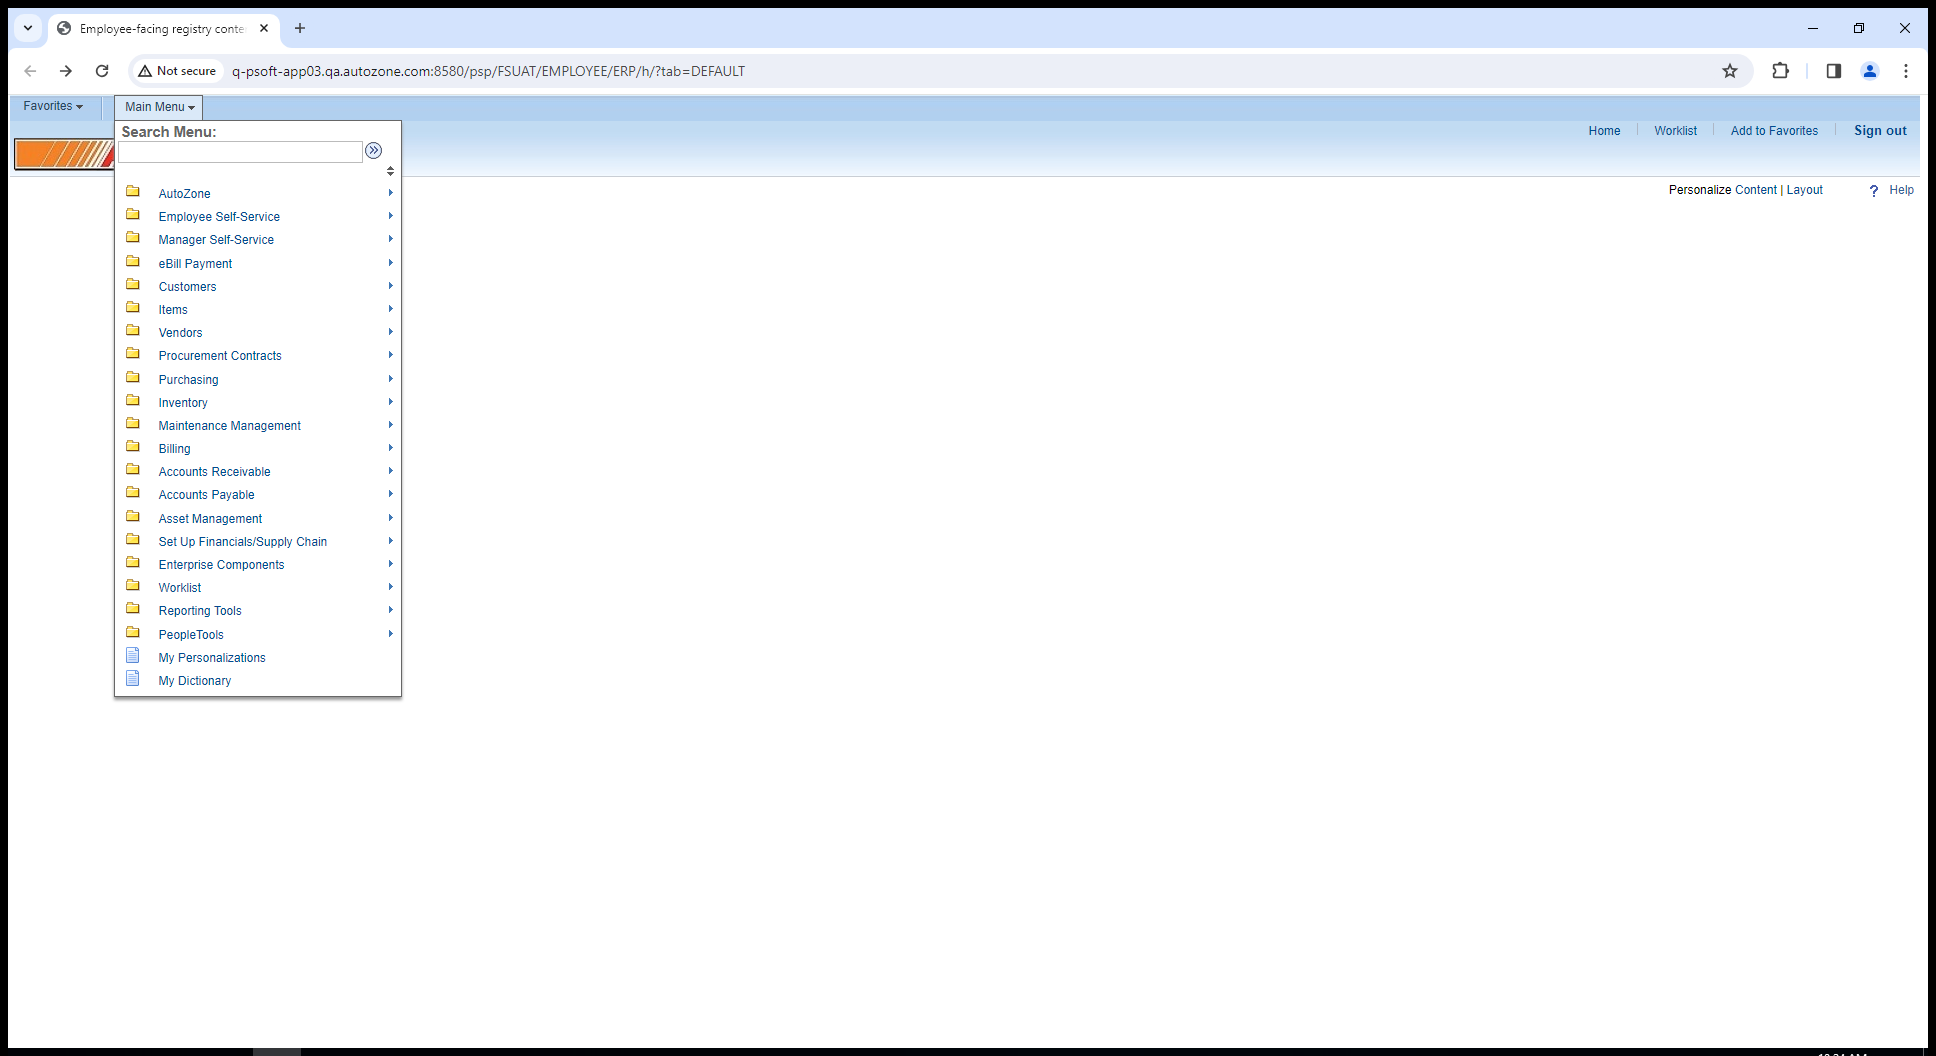 Employee-facing registry conte
Not secure
q-psoft-app03.qa.autozone.com:8580/psp/FSUAT/EMPLOYEE/ERP/h/?tab=DEFAULT
Favorites
Main Menu
Search Menu:
Home
Worklist
Add to Favorites
Sign out
Personalize Content | Layout
? Help
AutoZone
Employee Self-Service
Manager Self-Service
eBill Payment
Customers
Items
Vendors
Procurement Contracts
Purchasing
Inventory
Maintenance Management
Billing
Accounts Receivable
Accounts Payable
Asset Management
Set Up Financials/Supply Chain
Enterprise Components
Worklist
Reporting Tools
PeopleTools
My Personalizations
My Dictionary